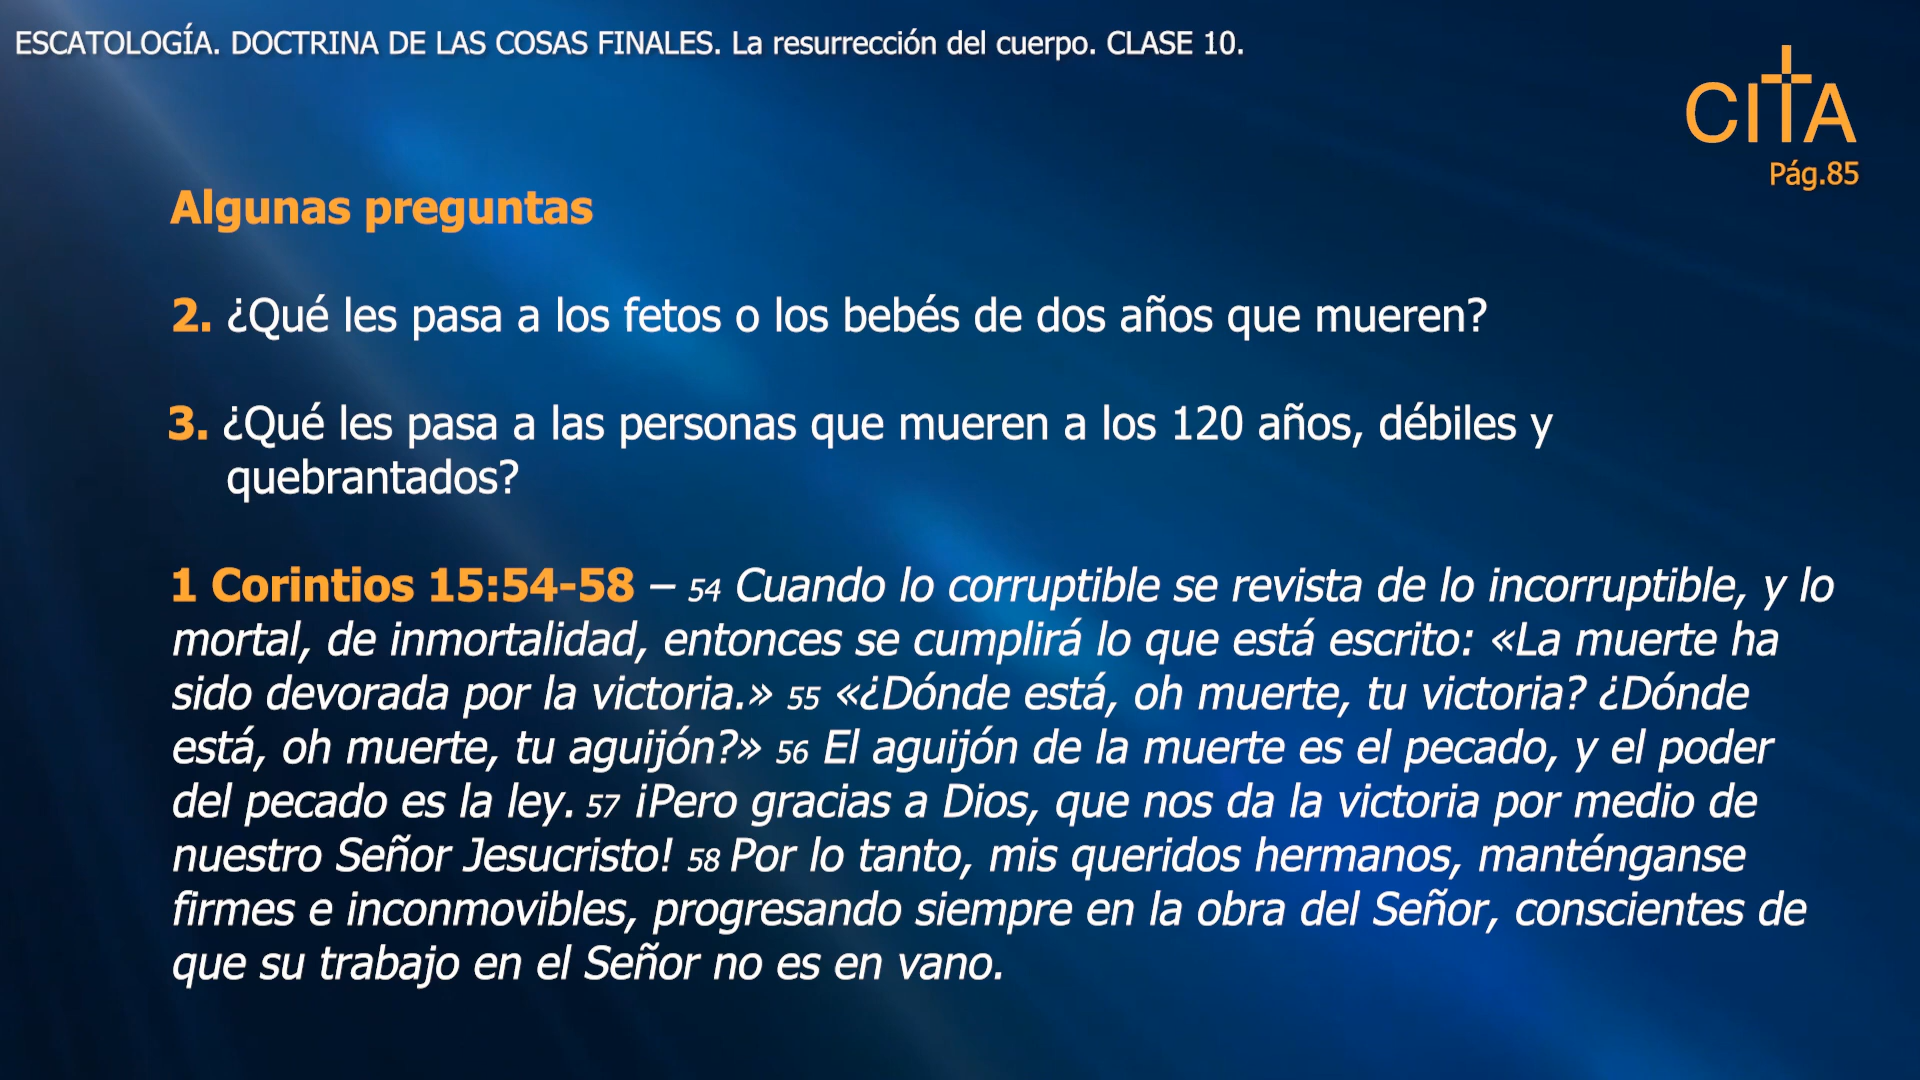 ESCATOLOGÍA. DOCTRINA DE LAS COSAS FINALES. La resurrección del cuerpo. CLASE 10.
CITA
Pág.85
Algunas preguntas
2. ¿Qué les pasa a los fetos o los bebés de dos años que mueren?
3. ¿Qué les pasa a las personas que mueren a los 120 años, débiles y
quebrantados?
1 Corintios 15:54-58 – 54 Cuando lo corruptible se revista de lo incorruptible, y lo
mortal, de inmortalidad, entonces se cumplirá lo que está escrito: «La muerte ha
sido devorada por la victoria.» 55 «¿Dónde está, oh muerte, tu victoria? ¿Dónde
está, oh muerte, tu aguijón?» 56 El aguijón de la muerte es el pecado, y el poder
del pecado es la ley. 57 ¡Pero gracias a Dios, que nos da la victoria por medio de
nuestro Señor Jesucristo! 58 Por lo tanto, mis queridos hermanos, manténganse
firmes e inconmovibles, progresando siempre en la obra del Señor, conscientes de
que su trabajo en el Señor no es en vano.